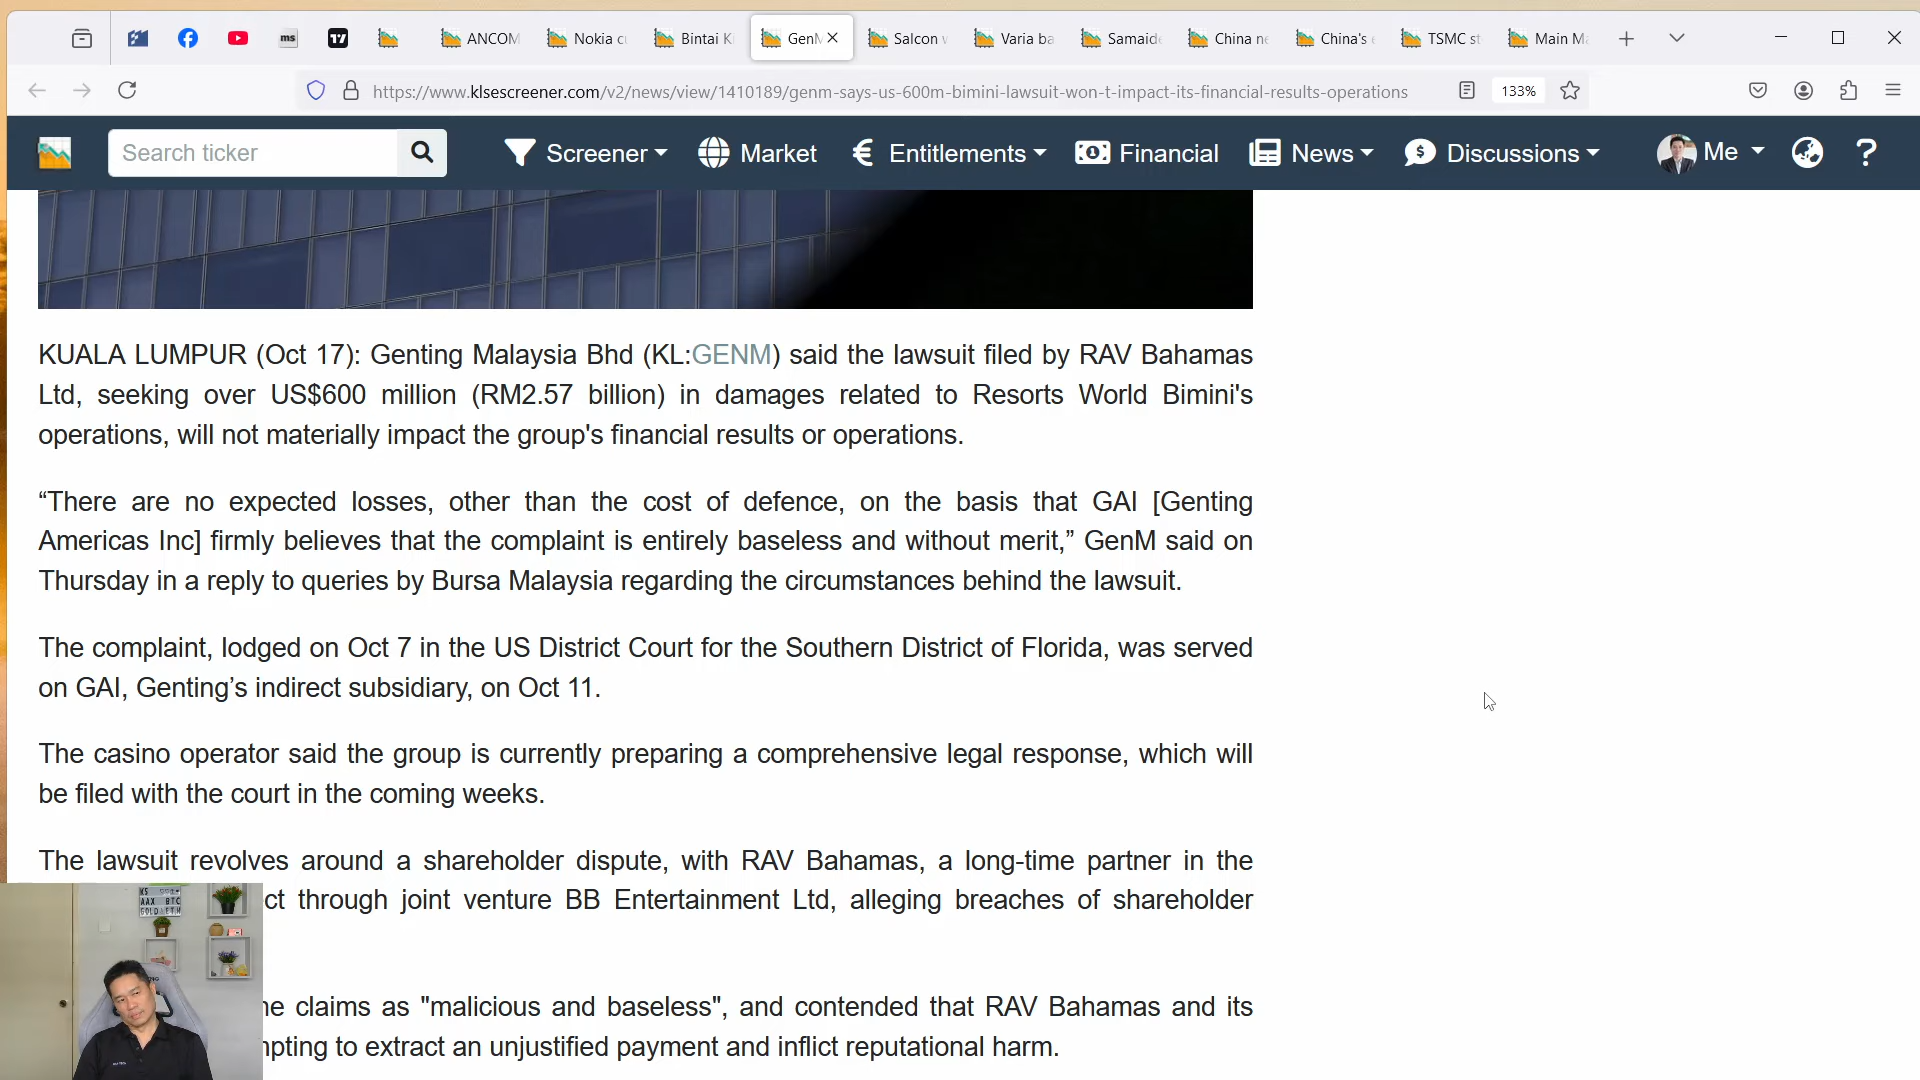 ms
ANCOM
Nokia c
Bintai K
GenM
Salcon
Varia ba
Samaide
China ne
China's
TSMC st
Main Ma
https://www.klsescreener.com/v2/news/view/1410189/genm-says-us-600m-bimini-lawsuit-won-t-impact-its-financial-results-operations
133%
Search ticker
Screener
Market
Entitlements
Financial
News
Discussions
Me
KUALA LUMPUR (Oct 17): Genting Malaysia Bhd (KL:GENM) said the lawsuit filed by RAV Bahamas
Ltd, seeking over US$600 million (RM2.57 billion) in damages related to Resorts World Bimini's
operations, will not materially impact the group's financial results or operations.
“There are no expected losses, other than the cost of defence, on the basis that GAI [Genting
Americas Inc] firmly believes that the complaint is entirely baseless and without merit,” GenM said on
Thursday in a reply to queries by Bursa Malaysia regarding the circumstances behind the lawsuit.
The complaint, lodged on Oct 7 in the US District Court for the Southern District of Florida, was served
on GAI, Genting’s indirect subsidiary, on Oct 11.
The casino operator said the group is currently preparing a comprehensive legal response, which will
be filed with the court in the coming weeks.
The lawsuit revolves around a shareholder dispute, with RAV Bahamas, a long-time partner in the
ct through joint venture BB Entertainment Ltd, alleging breaches of shareholder
he claims as "malicious and baseless", and contended that RAV Bahamas and its
pting to extract an unjustified payment and inflict reputational harm.
KS
AAX BTC
GOLD ETH